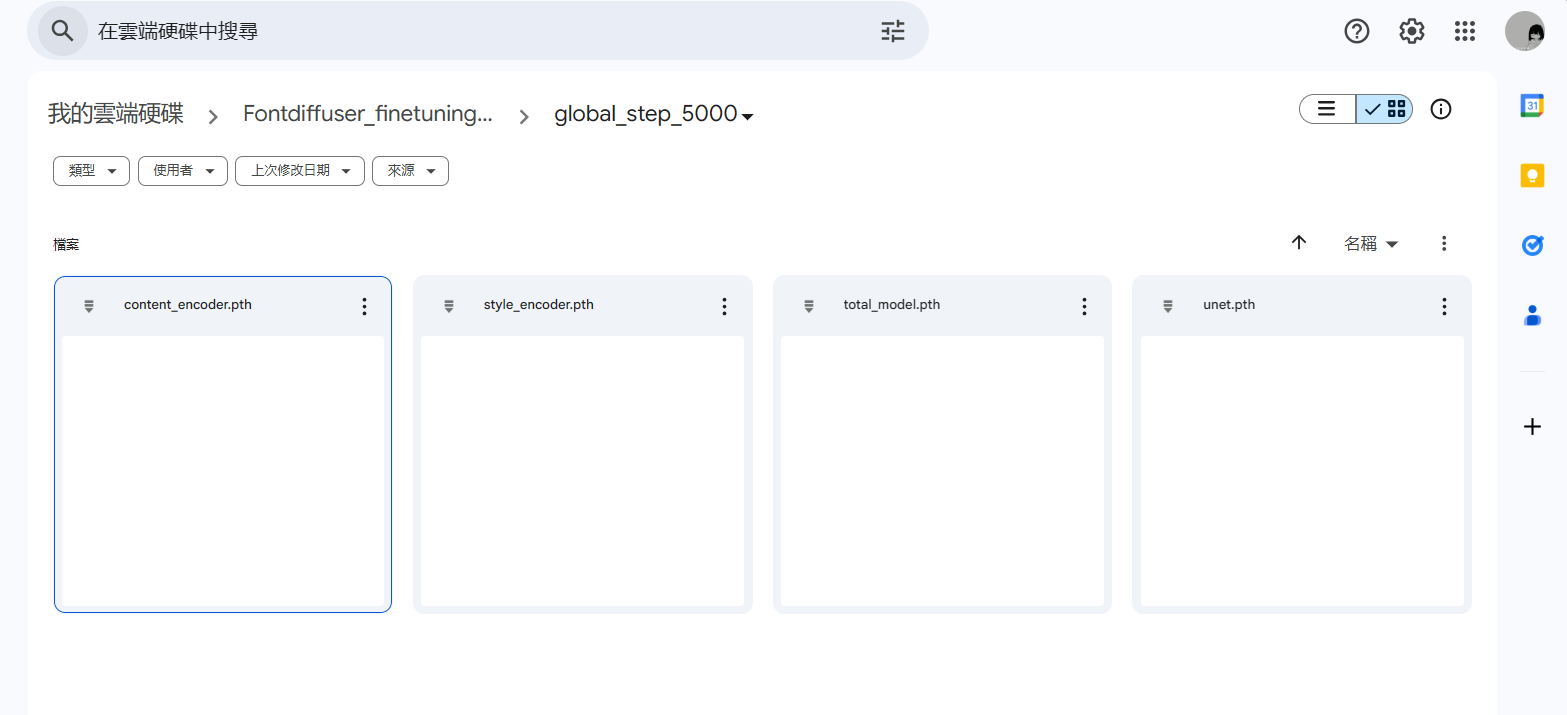 在雲端硬碟中搜尋
我的雲端硬碟 Fontdiffuser_finetuning... global_step_5000
31
類型 使用者 上次修改日期 來源
檔案 名稱
content_encoder.pth style_encoder.pth total_model.pth unet.pth